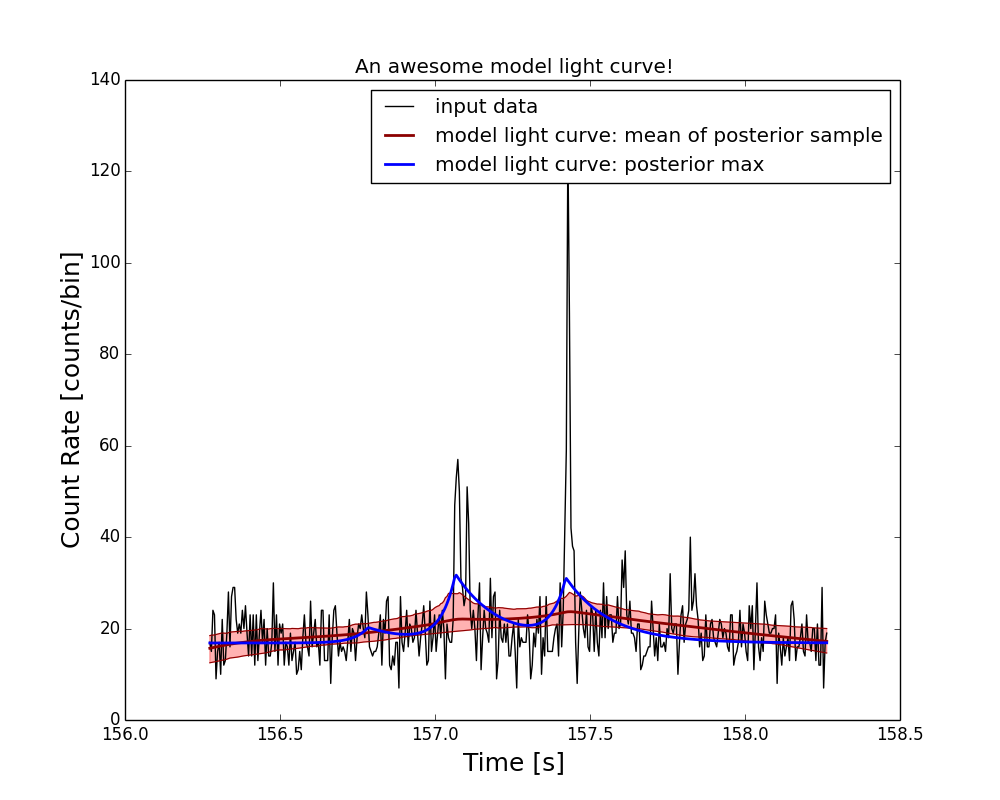 An awesome model light curve!
input data
model light curve: mean of posterior sample
model light curve: posterior max
140
120
100
80
60
40
20
0
Count Rate [counts/bin]
156.0 156.5 157.0 157.5 158.0 158.5
Time [s]